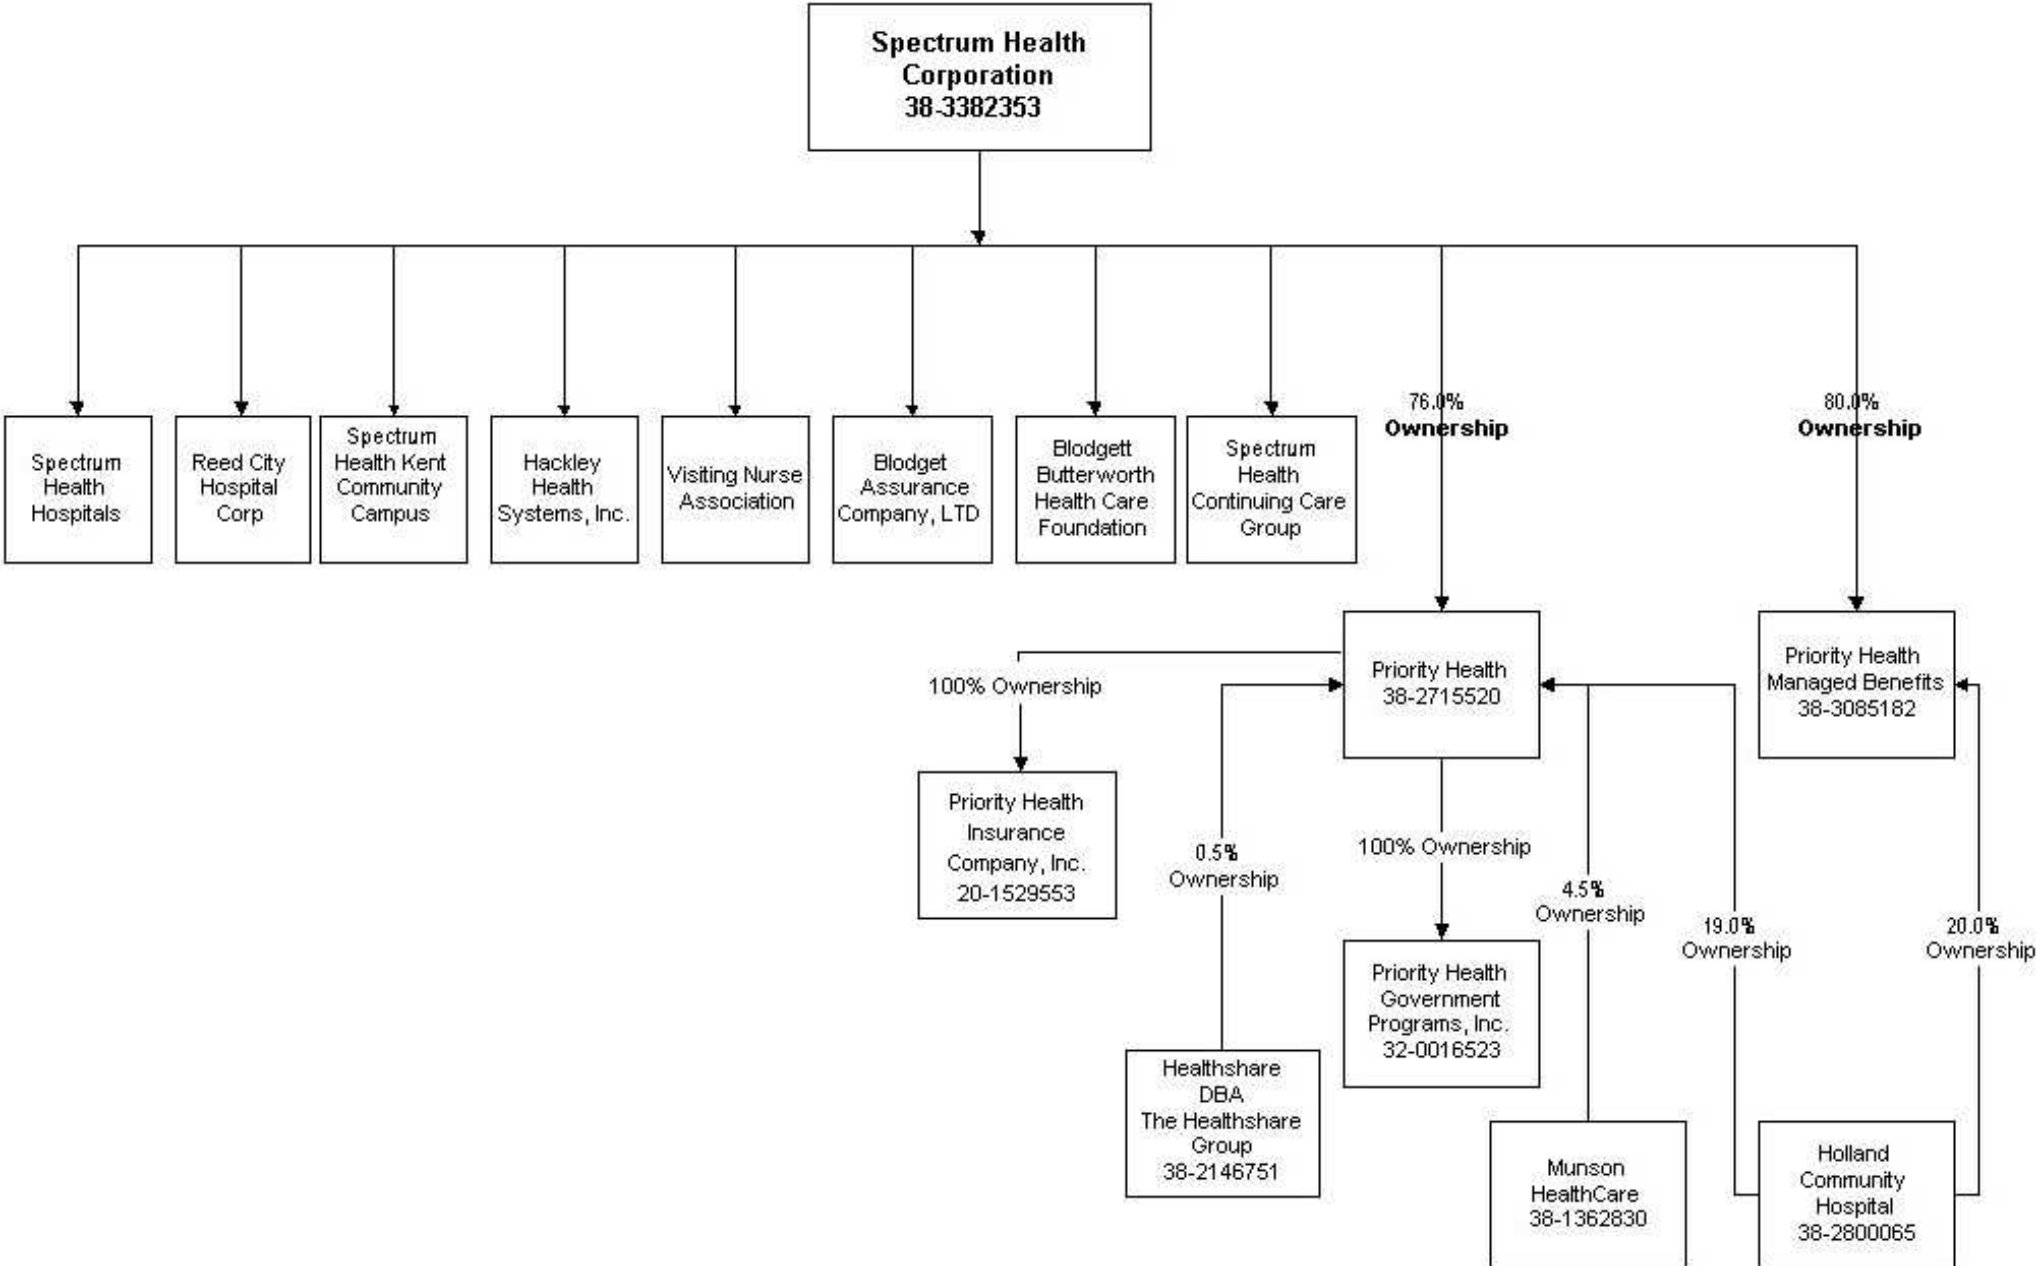 Spectrum Health
Corporation
38-3382353
76.0%
Ownership
80.0%
Ownership
Spectrum
Health
Hospitals
Reed City
Hospital
Corp
Spectrum
Health Kent
Community
Campus
Hackley
Health
Systems, Inc.
Visiting Nurse
Association
Blodget
Assurance
Company, LTD
Blodgett
Butterworth
Health Care
Foundation
Spectrum
Health
Continuing Care
Group
Priority Health
38-2715520
Priority Health
Managed Benefits
38-3085182
100% Ownership
Priority Health
Insurance
Company, Inc.
20-1529553
0.5%
Ownership
100% Ownership
4.5%
Ownership
19.0%
Ownership
20.0%
Ownership
Priority Health
Government
Programs, Inc.
32-0016523
Healthshare
DBA
The Healthshare
Group
38-2146751
Munson
HealthCare
38-1362830
Holland
Community
Hospital
38-2800065